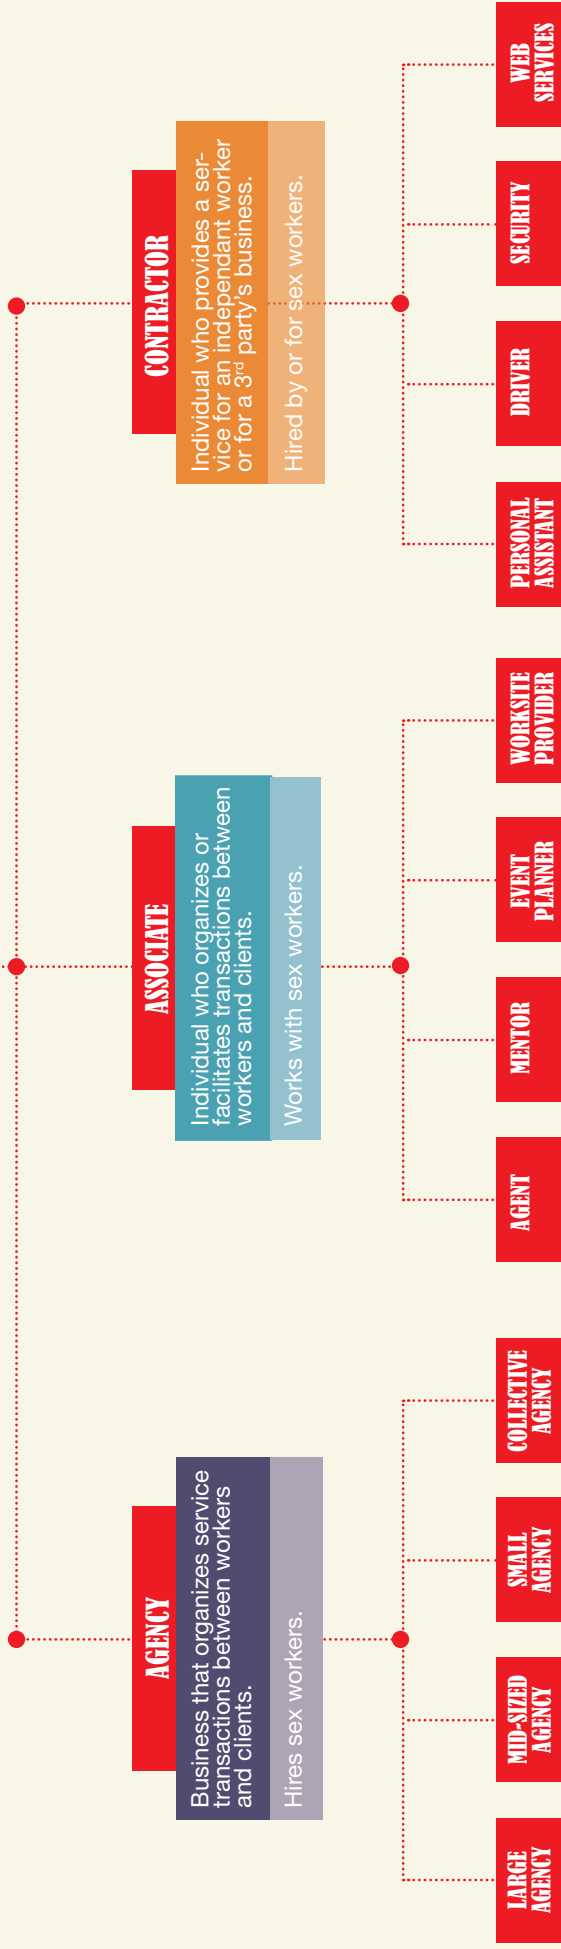 AGENCY
Business that organizes service
transactions between workers
and clients.
Hires sex workers.
LARGE
AGENCY
MID-SIZED
AGENCY
SMALL
AGENCY
COLLECTIVE
AGENCY
ASSOCIATE
Individual who organizes or
facilitates transactions between
workers and clients.
Works with sex workers.
AGENT
MENTOR
EVENT
PLANNER
WORKSITE
PROVIDER
CONTRACTOR
Individual who provides a ser-
vice for an independant worker
or for a 3rd party's business.
Hired by or for sex workers.
PERSONAL
ASSISTANT
DRIVER
SECURITY
WEB
SERVICES